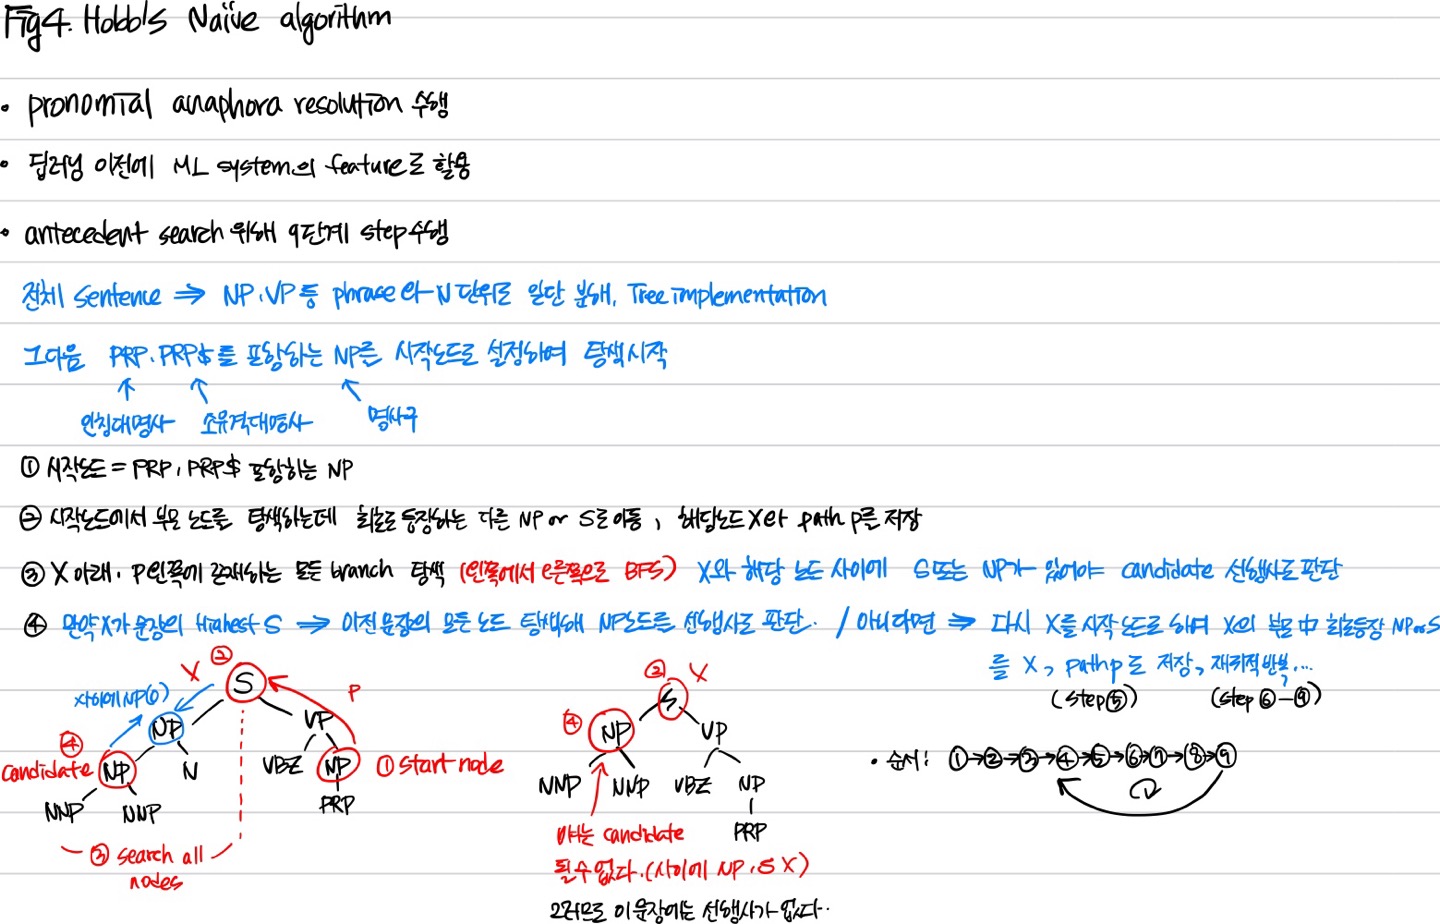 Fig4. Hobb's Naïve algorithm
• pronomial anaphora resolution 수행
• 딥러닝 이전에 ML system의 feature로 활용
• antecedent search 위해 9단계 step수행
전체 sentence ⇒ NP, VP 등 phrase 와 N 단위로 일단 분해, Tree implementation
그다음 PRP, PRP$를 포함하는 NP를 시작노드로 설정하여 탐색시작
인칭대명사 소유격대명사 명사구
① 시작노드 = PRP, PRP$ 포함하는 NP
② 시작노드에서 부모 노드를 탐색하는데 최초로 등장하는 다른 NP or S로 이동, 해당노드 X와 path p를 저장
③ X 아래, P 왼쪽에 존재하는 모든 branch 탐색 (왼쪽에서 오른쪽으로 BFS) X와 해당 노드 사이에 S또는 NP가 있어야 candidate 선행사로 판단
④ 만약 X가 문장의 Highest S ⇒ 이전 문장의 모든 노드 탐색해 NP노드를 선행사로 판단. / 아니라면 ⇒ 다시 X를 시작노드로 하여 X의 부모 中 최초등장 NP or S
를 X, path p로 저장, 재귀적반복...
(step⑤) (step ⑥-⑨)
② X S P
사이에 NP(o)
NP VP
④ candidate NP N VBZ NP ① start node
NNP NNP PRP
③ search all
nodes
② X S
④ NP VP
NNP NNP VBZ NP
PRP
얘는 candidate
될수없다. (사이에 NP, S X)
그러므로 이 문장에는 선행사가 없다..
• 순서: ①→②→③→④→⑤→⑥→⑦→⑧→⑨